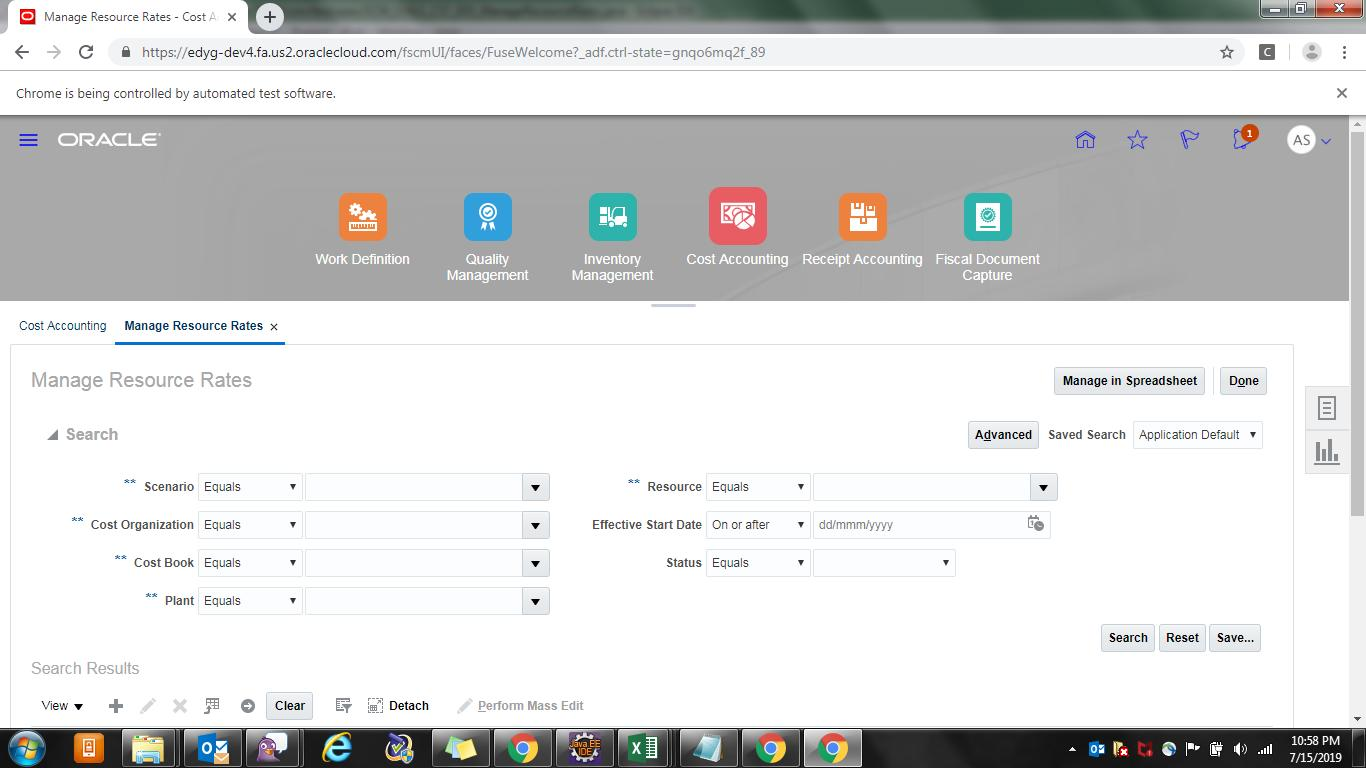 Manage Resource Rates - Cost A
https://edyg-dev4.fa.us2.oraclecloud.com/fscmUI/faces/FuseWelcome?_adf.ctrl-state=gnqo6mq2f_89
C
Chrome is being controlled by automated test software.
ORACLE
1
AS
Work Definition
Quality Management
Inventory Management
Cost Accounting
Receipt Accounting
Fiscal Document Capture
Cost Accounting Manage Resource Rates
Manage Resource Rates
Manage in Spreadsheet Done
Search
Advanced Saved Search Application Default
** Scenario Equals
** Resource Equals
** Cost Organization Equals
Effective Start Date On or after dd/mmm/yyyy
** Cost Book Equals
Status Equals
** Plant Equals
Search Reset Save...
Search Results
View Clear Detach Perform Mass Edit
Java EE
IDE
10:58 PM
7/15/2019